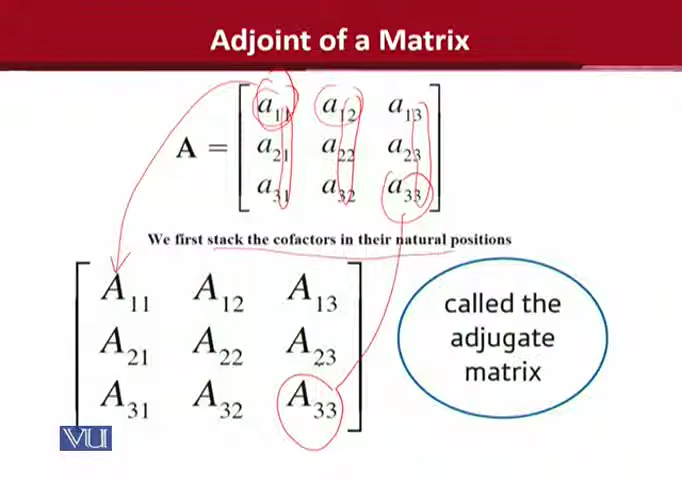 Adjoint of a Matrix
a11 a12 a13
A = a21 a22 a23
a31 a32 a33
We first stack the cofactors in their natural positions
A11 A12 A13
A21 A22 A23
A31 A32 A33
called the
adjugate
matrix
VU